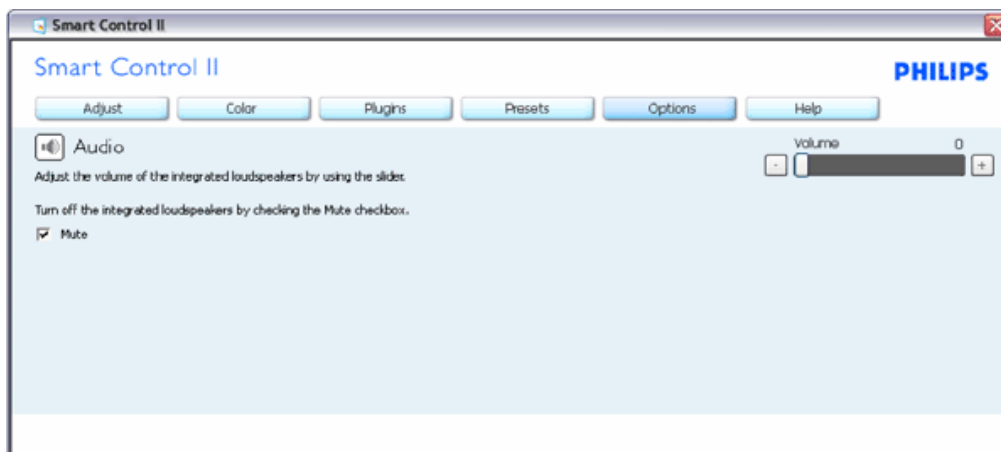 Smart Control II
Smart Control II
PHILIPS
Adjust Color Plugins Presets Options Help
Audio
Volume 0
- +
Adjust the volume of the integrated loudspeakers by using the slider.
Turn off the integrated loudspeakers by checking the Mute checkbox.
Mute